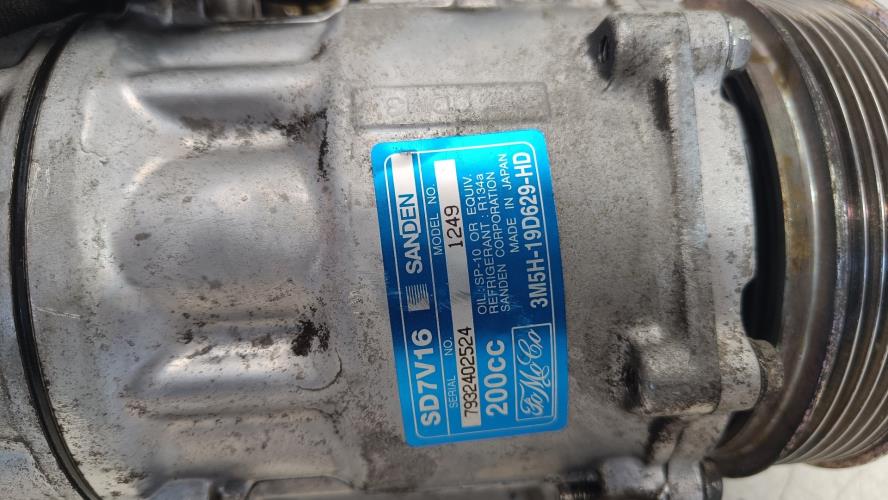 SD7V16 SANDEN
SERIAL NO. MODEL NO.
7932402524 1249
200CC OIL: SP-10 OR EQUIV.
REFRIGERANT: R134a
SANDEN CORPORATION
MADE IN JAPAN
FoMoCo 3M5H-19D629-HD